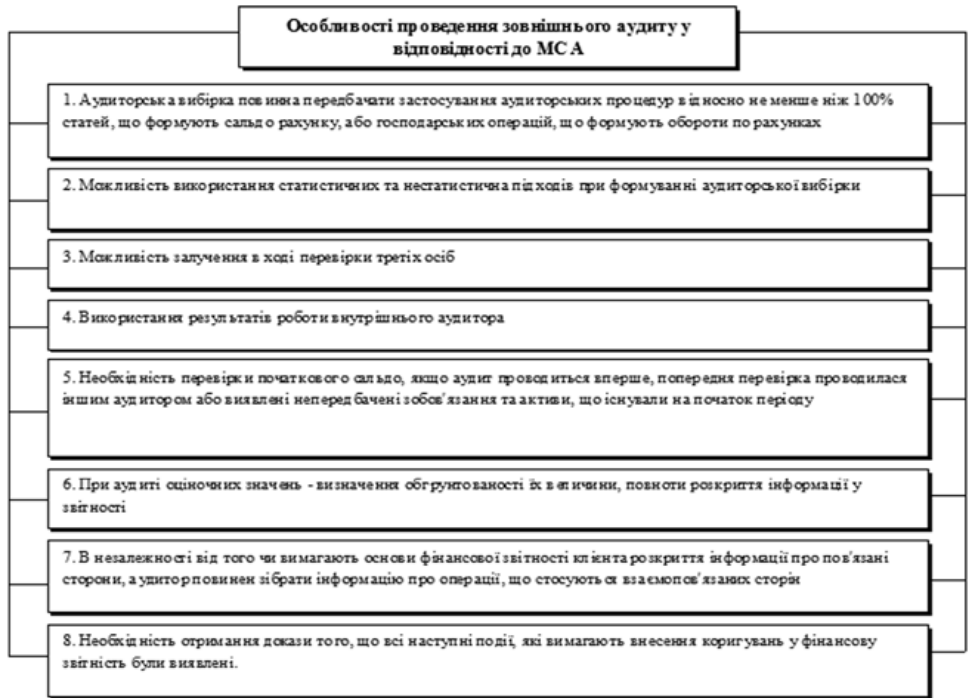 Особливості проведення зовнішнього аудиту у
відповідності до МСА
1. Аудиторська вибірка повинна передбачати застосування аудиторських процедур відносно не менше ніж 100%
статей, що формують сальдо рахунку, або господарських операцій, що формують обороти по рахунках
2. Можливість використання статистичних та нестатистична підходів при формуванні аудиторської вибірки
3. Можливість залучення в ході перевірки третіх осіб
4. Використання результатів роботи внутрішнього аудитора
5. Необхідність перевірки початкового сальдо, якщо аудит проводиться вперше, попередня перевірка проводилася
іншим аудитором або виявлені непередбачені зобов'язання та активи, що існували на початок періоду
6. При аудиті оціночних значень - визначення обгрунтованості їх величини, повноти розкриття інформації у
звітності
7. В незалежності від того чи вимагають основи фінансової звітності клієнта розкриття інформації про пов'язані
сторони, аудитор повинен зібрати інформацію про операції, що стосуються взаємопов'язаних сторін
8. Необхідність отримання докази того, що всі наступні події, які вимагають внесення коригувань у фінансову
звітність були виявлені.